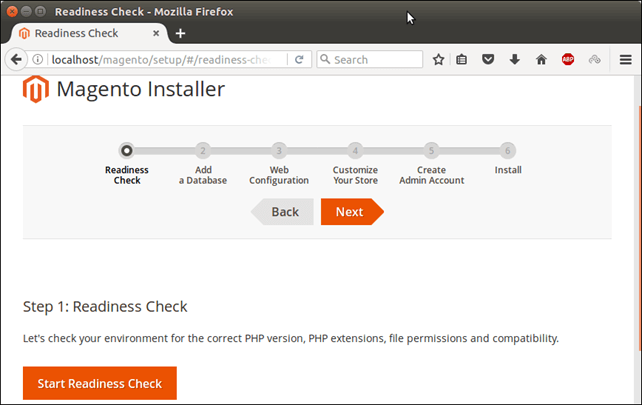 Readiness Check - Mozilla Firefox
Readiness Check
localhost/magento/setup/#/readiness-che
Search
ABP
Magento Installer
2 3 4 5 6
Readiness Check
Add a Database
Web Configuration
Customize Your Store
Create Admin Account
Install
Back
Next
Step 1: Readiness Check
Let's check your environment for the correct PHP version, PHP extensions, file permissions and compatibility.
Start Readiness Check